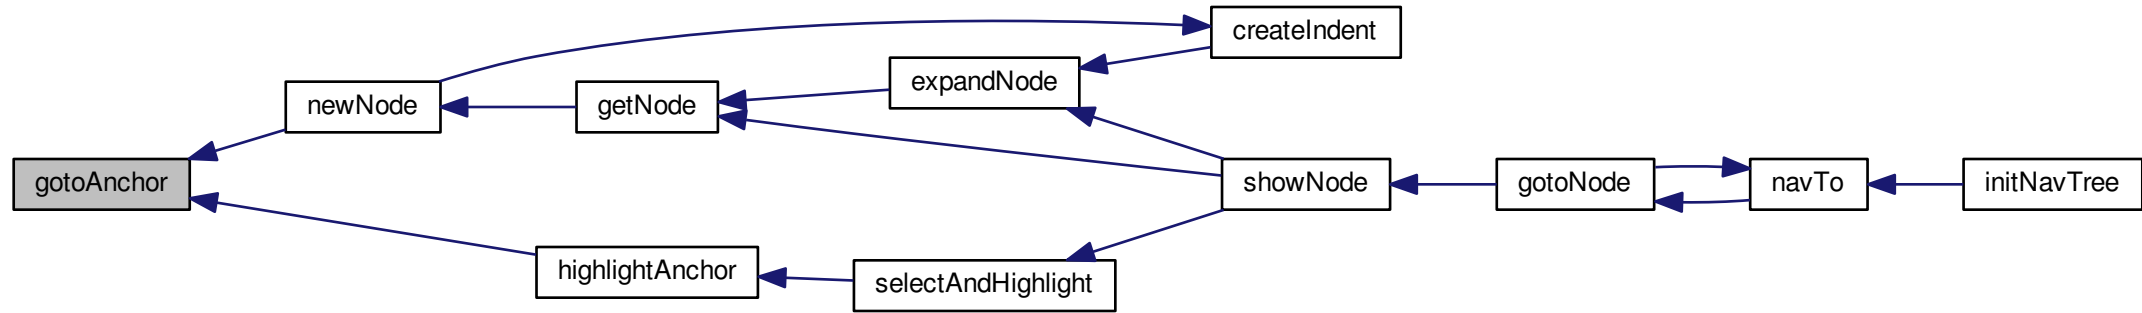 createIndent
expandNode
newNode
getNode
gotoAnchor
showNode
gotoNode
navTo
initNavTree
highlightAnchor
selectAndHighlight